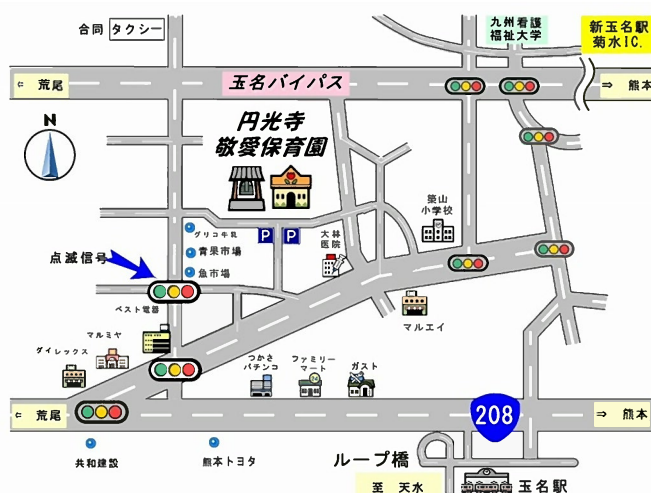 合同 タクシー
九州看護
福祉大学
新玉名駅
菊水IC.
⇦ 荒尾
玉名バイパス
⇒ 熊本
N
円光寺
敬愛保育園
築山
小学校
グリコ牛乳
P P
大林
医院
青果市場
点滅信号
魚市場
ベスト電器
マルエイ
マルミヤ
ダイレックス
つかさ
パチンコ
ファミリー
マート
ガスト
⇦ 荒尾
208
⇒ 熊本
共和建設
熊本トヨタ
ループ橋
至 天水
玉名駅